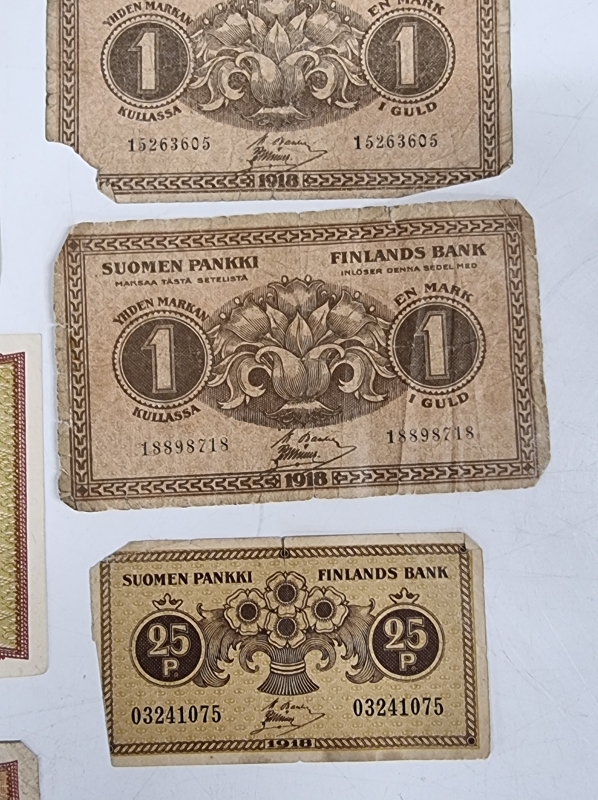 YHDEN MARKAN EN MARK
1 1
KULLASSA 1 GULD
15263605 15263605
1918
SUOMEN PANKKI FINLANDS BANK
MAKSAA TÄSTÄ SETELISTÄ INLÖSER DENNA SEDEL MED
YHDEN MARKAN EN MARK
1 1
KULLASSA 1 GULD
18898718 18898718
1918
SUOMEN PANKKI FINLANDS BANK
25 P. 25 P.
03241075 03241075
1918